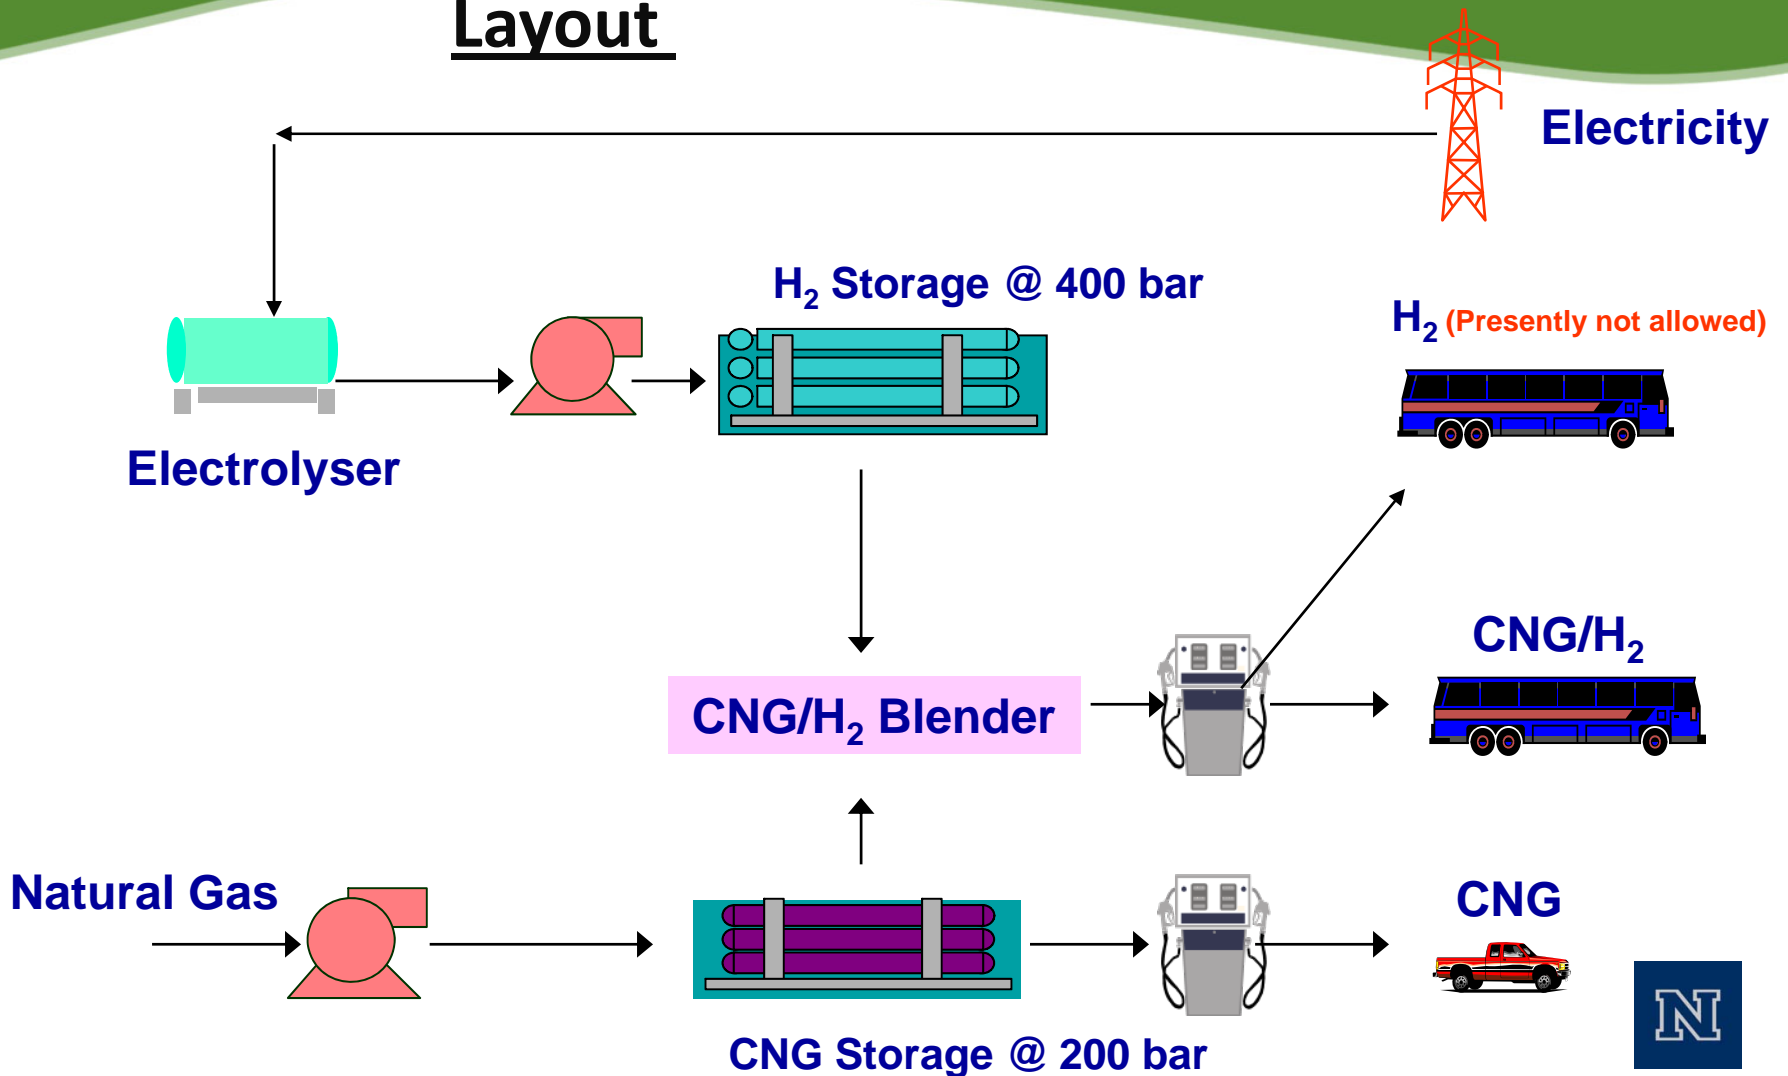 Layout
Electricity
H₂ Storage @ 400 bar
H₂ (Presently not allowed)
Electrolyser
CNG/H₂
CNG/H₂ Blender
Natural Gas
CNG
CNG Storage @ 200 bar
N